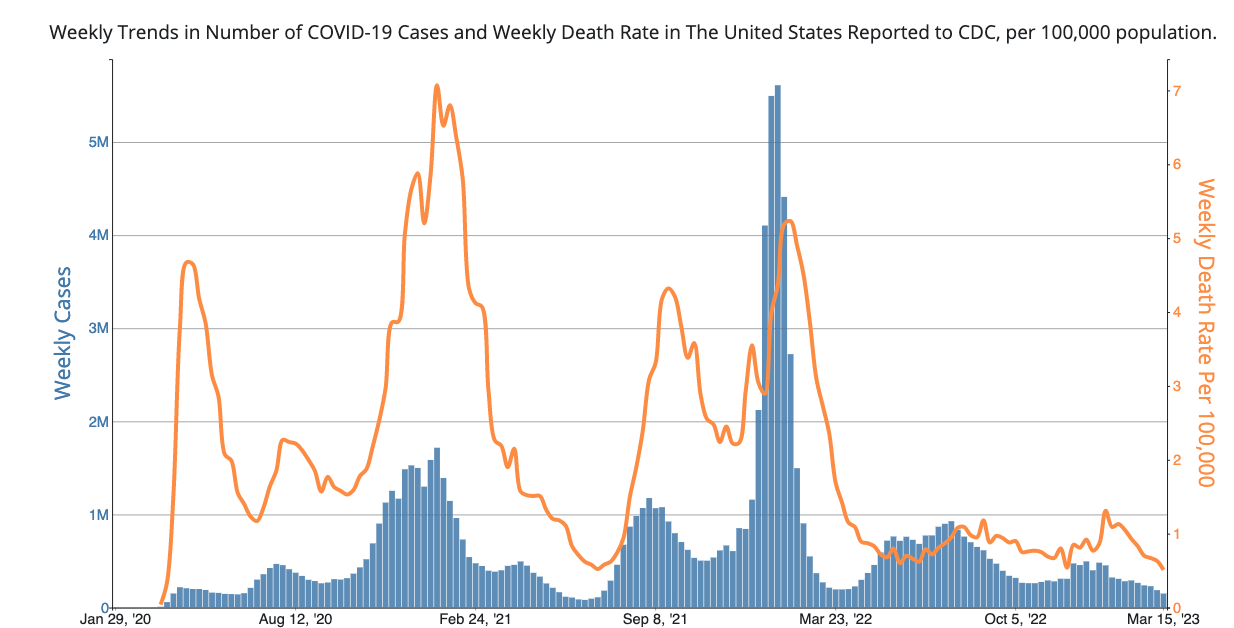 Weekly Trends in Number of COVID-19 Cases and Weekly Death Rate in The United States Reported to CDC, per 100,000 population.
Weekly Cases
5M
4M
3M
2M
1M
0
7
6
5
4
3
2
1
0
Weekly Death Rate Per 100,000
Jan 29, '20
Aug 12, '20
Feb 24, '21
Sep 8, '21
Mar 23, '22
Oct 5, '22
Mar 15, '23